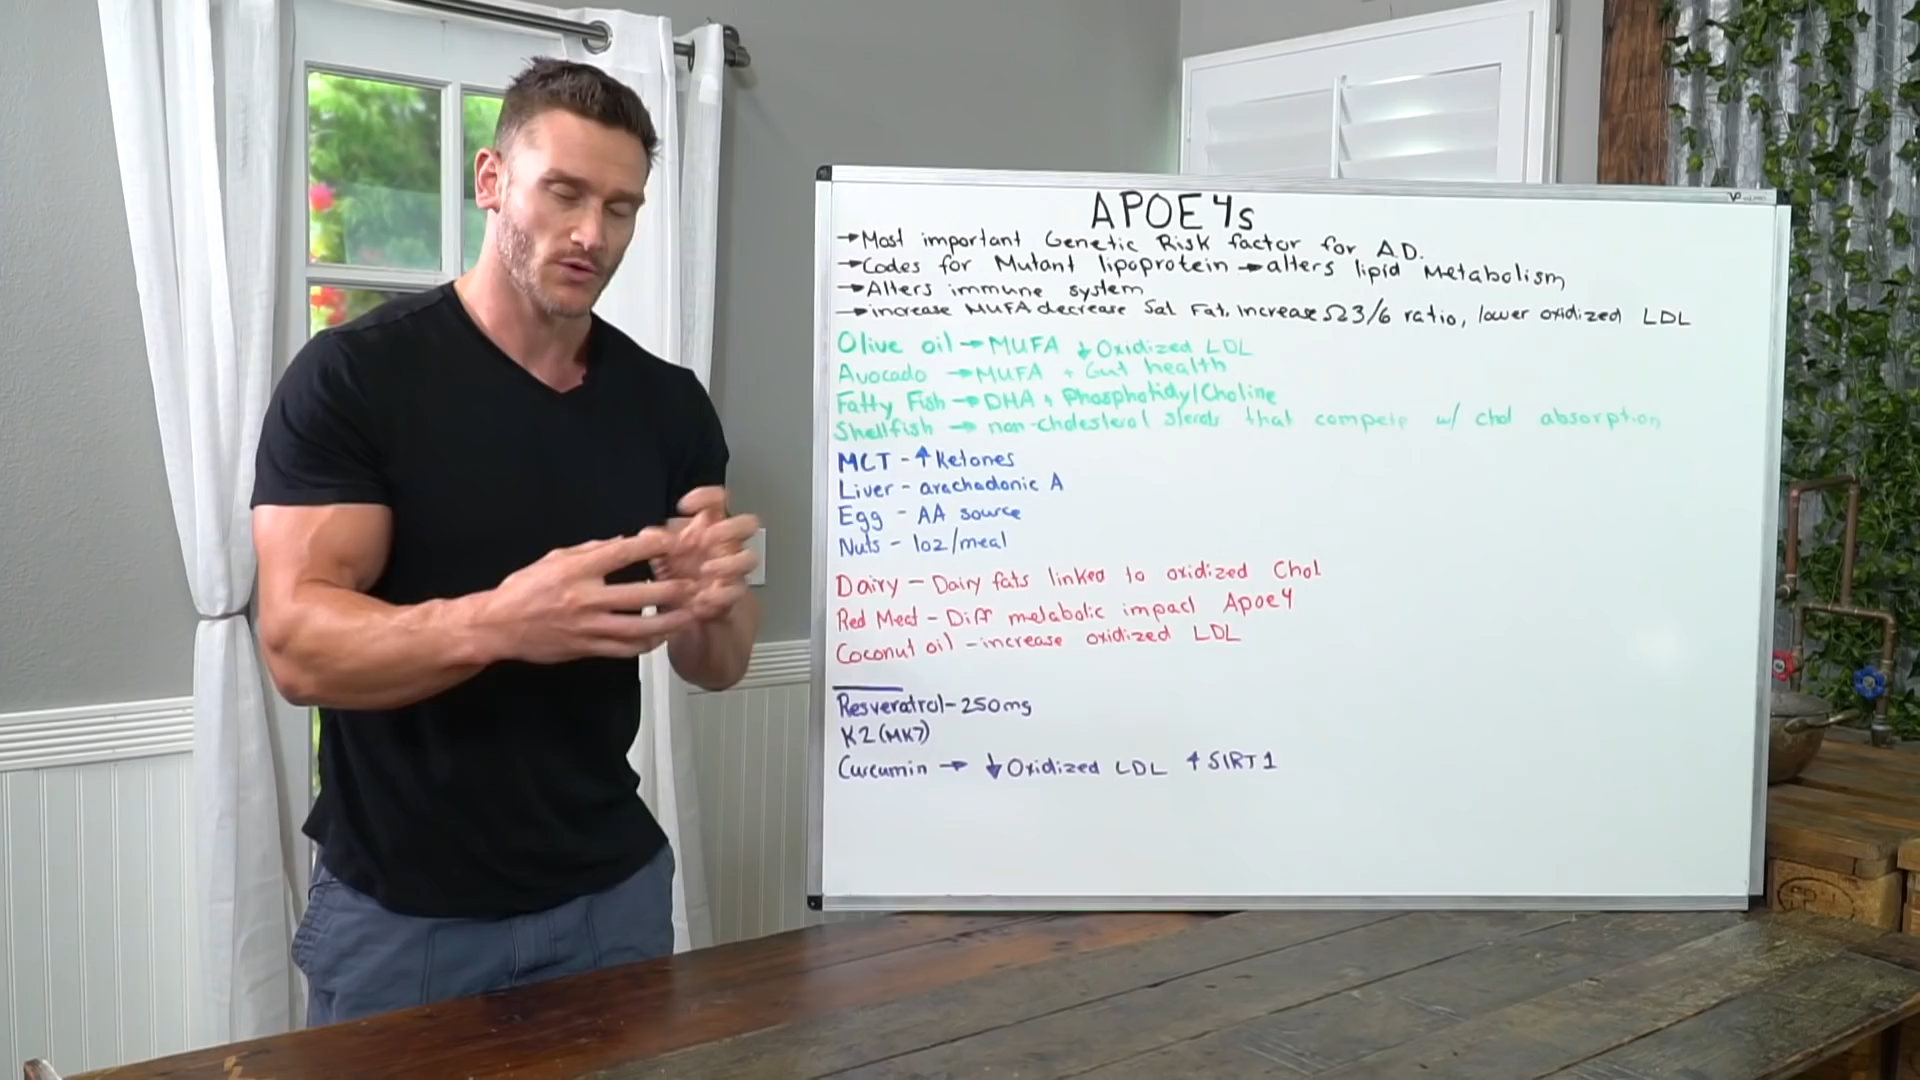 APOE4s
→Most important Genetic Risk factor for A.D.
→Codes for Mutant lipoprotein →alters lipid Metabolism
→Alters immune system
→increase MUFA decrease Sat Fat, Increase Ω3/6 ratio, lower oxidized LDL
Olive oil→MUFA ↓Oxidized LDL
Avocado →MUFA + Gut health
Fatty Fish→DHA + Phosphotidyl/Choline
Shellfish → non-cholesterol sterols that compete w/ chol absorption
MCT - ↑Ketones
Liver - arachadonic A
Egg - AA source
Nuts - 1oz/meal
Dairy - Dairy fats linked to oxidized Chol
Red Meat - Diff metabolic impact Apoe4
Coconut oil - increase oxidized LDL
Resveratrol-250mg
K2(MK7)
Curcumin → ↓Oxidized LDL ↑SIRT1